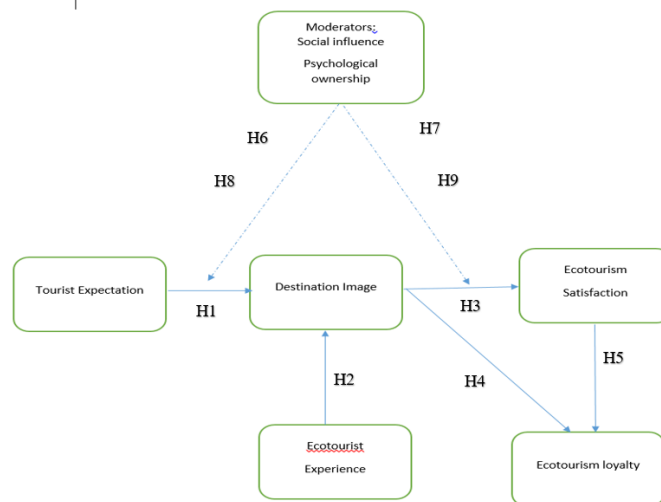 Moderators:
Social influence
Psychological
ownership
H6
H7
H8
H9
Tourist Expectation
H1
Destination Image
H3
Ecotourism
Satisfaction
H2
H4
H5
Ecotourist
Experience
Ecotourism loyalty